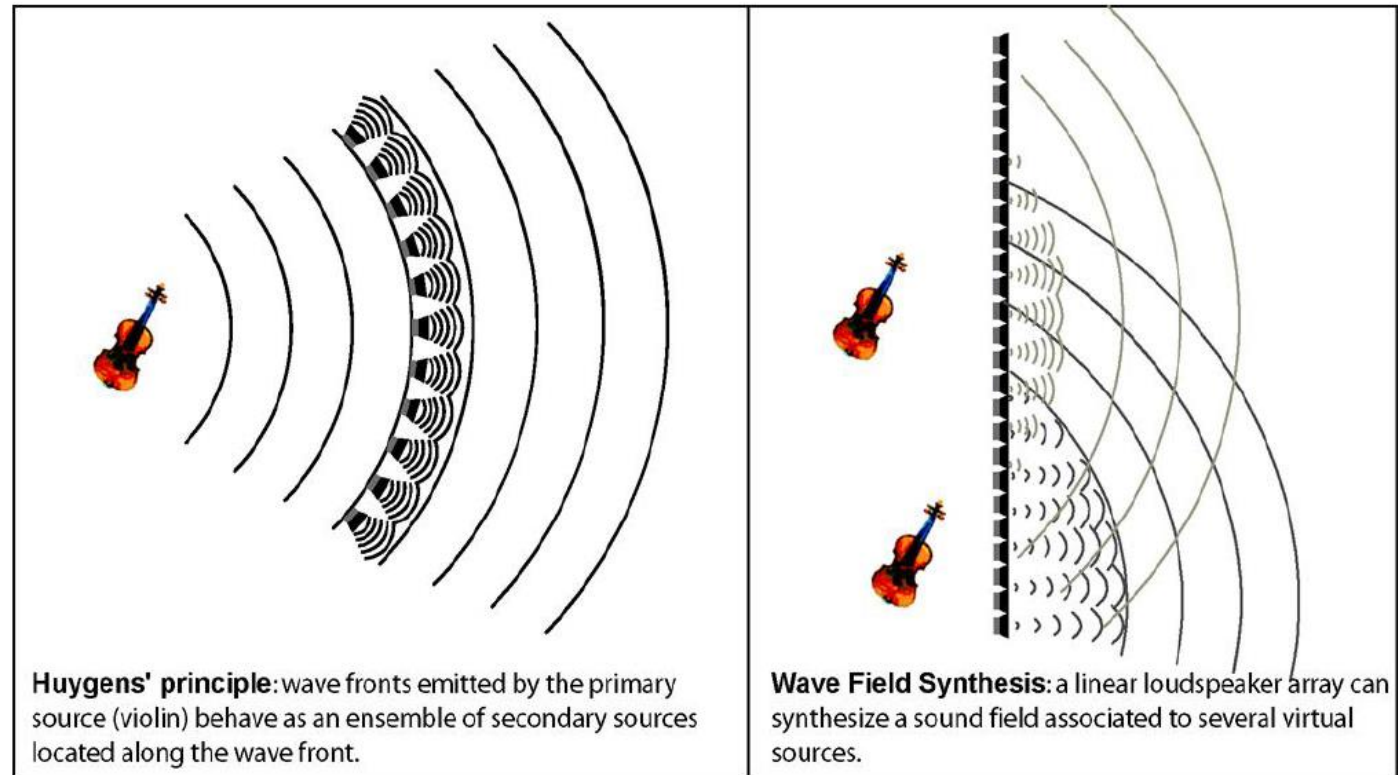 Huygens' principle: wave fronts emitted by the primary
source (violin) behave as an ensemble of secondary sources
located along the wave front.
Wave Field Synthesis: a linear loudspeaker array can
synthesize a sound field associated to several virtual
sources.